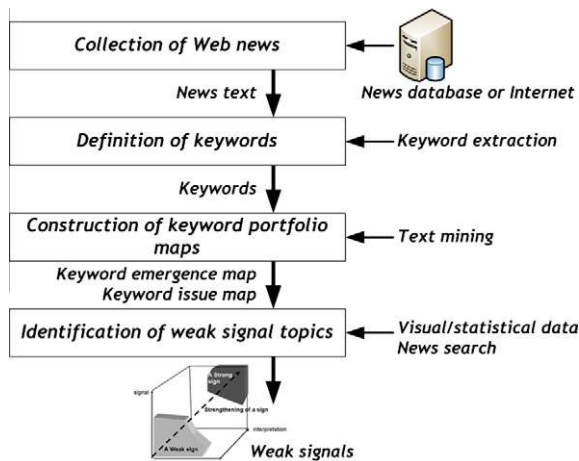 Collection of Web news
News database or Internet
News text
Definition of keywords
Keyword extraction
Keywords
Construction of keyword portfolio
maps
Text mining
Keyword emergence map
Keyword issue map
Identification of weak signal topics
Visual/statistical data
News search
signal
A Strong
sign
Strengthening of a sign
interpretation
A Weak sign
Weak signals